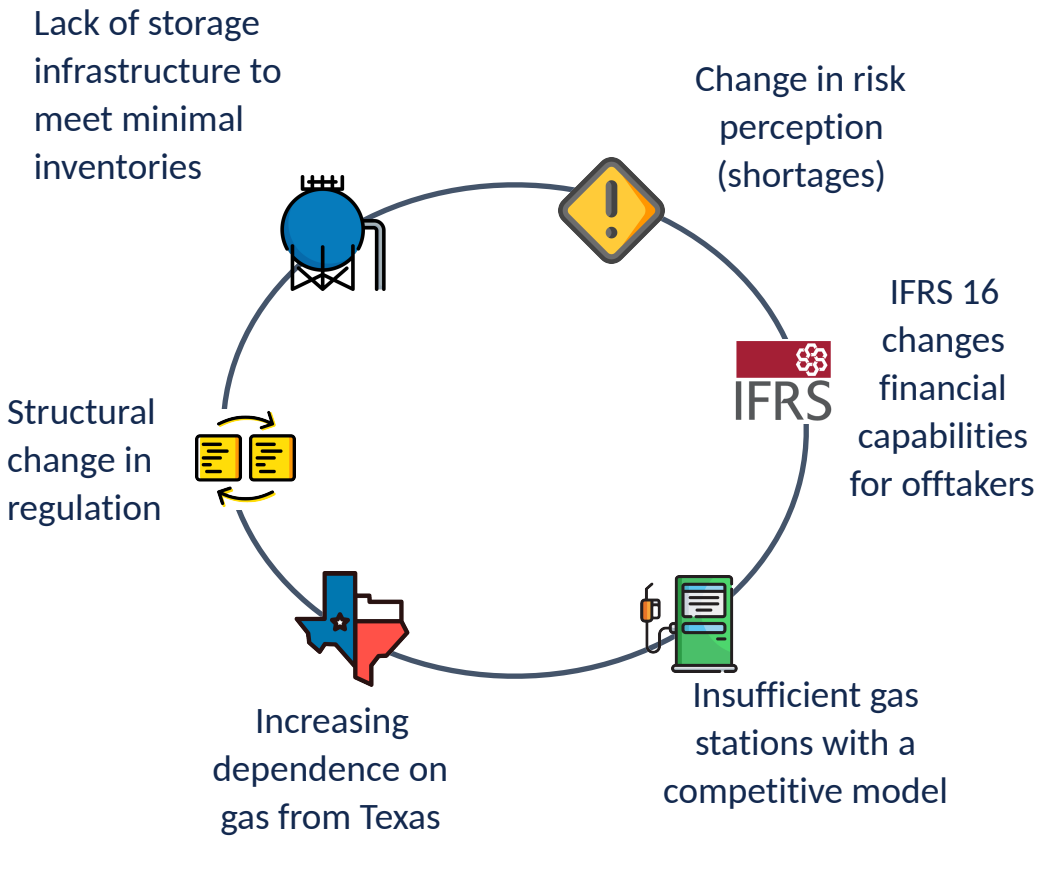 Lack of storage
infrastructure to
meet minimal
inventories
Change in risk
perception
(shortages)
IFRS 16
changes
financial
capabilities
for offtakers
IFRS
Structural
change in
regulation
Insufficient gas
stations with a
competitive model
Increasing
dependence on
gas from Texas